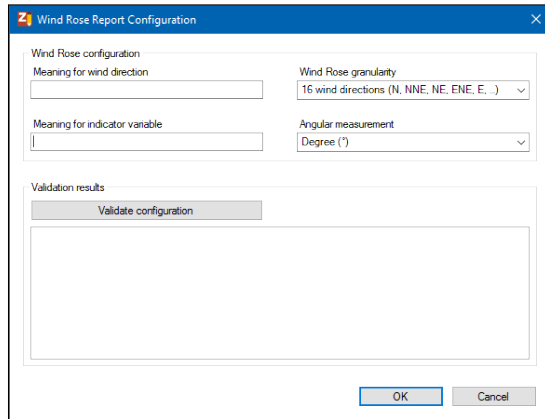 Wind Rose Report Configuration
Wind Rose configuration
Meaning for wind direction
Wind Rose granularity
16 wind directions (N, NNE, NE, ENE, E, ..)
Meaning for indicator variable
Angular measurement
Degree (°)
Validation results
Validate configuration
OK
Cancel